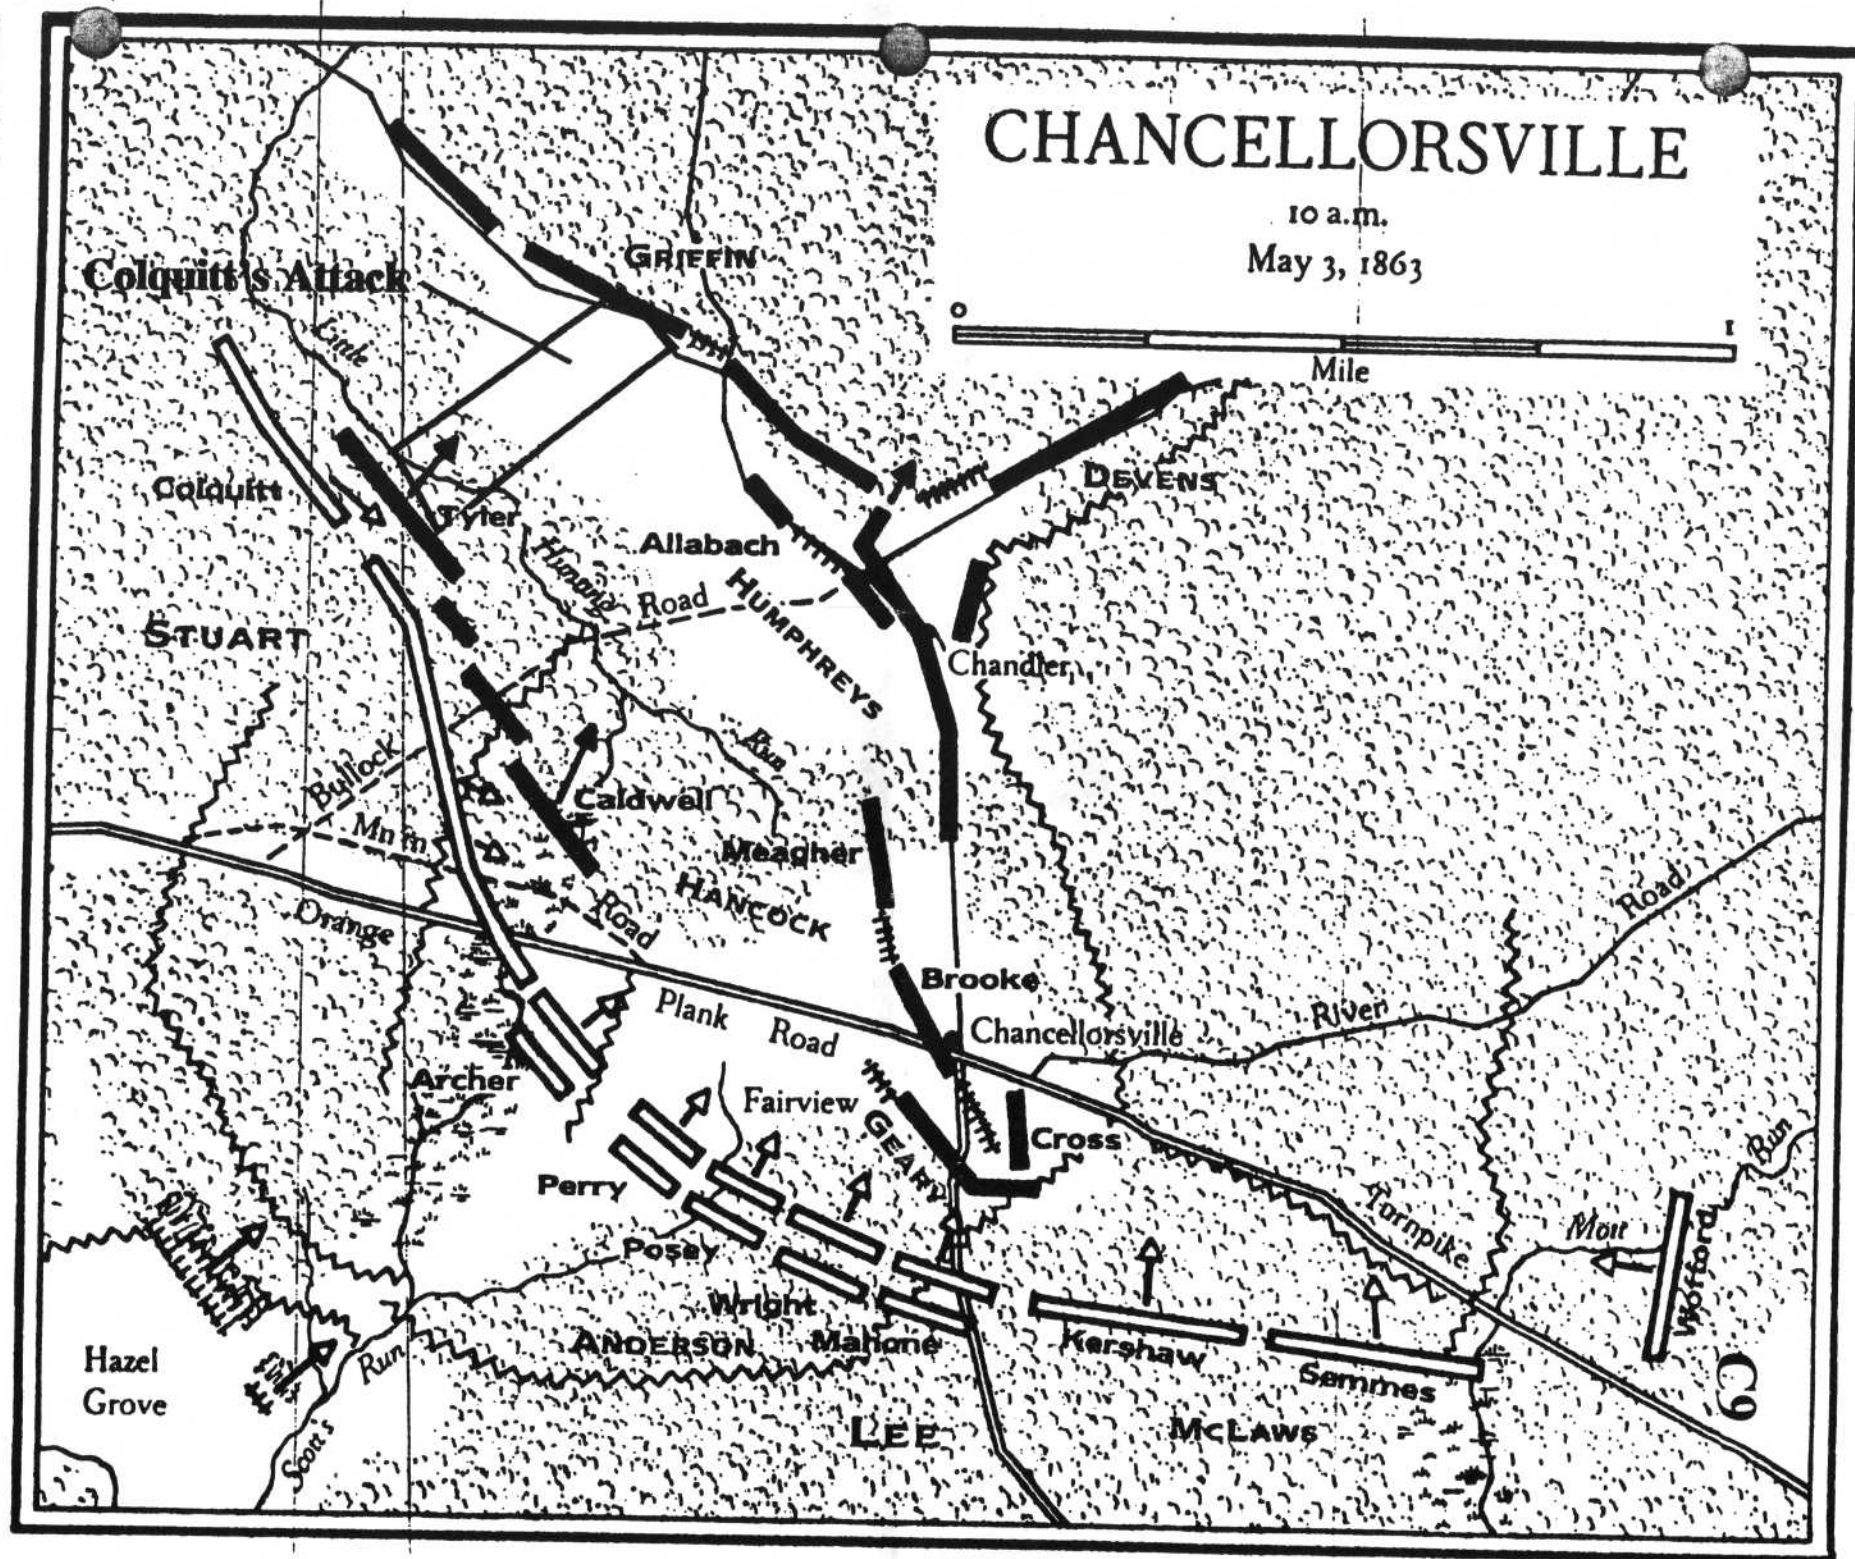 CHANCELLORSVILLE
10 a.m.
May 3, 1863
0 1
Mile
GRIFFIN
Colquitt's Attack
Little
Colquitt
Tyler
DEVENS
Allabach
Hunting
Road
HUMPHREYS
STUART
Chandler
Run
Bullock
Caldwell
Mntn
Road
Meagher
HANCOCK
Orange
Plank
Road
Brooke
Chancellorsville
River
Road
Archer
Fairview
GEARY
Cross
Perry
Posey
Wright
ANDERSON
Mahone
Kershaw
Semmes
Turnpike
Mott
Run
Wofford
C9
Hazel
Grove
Scott's
Run
LEE
McLAWS